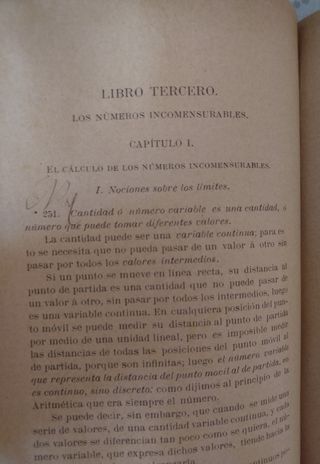 LIBRO TERCERO.
LOS NÚMEROS INCOMENSURABLES.
CAPÍTULO I.
EL CÁLCULO DE LOS NÚMEROS INCOMENSURABLES.
I. Nociones sobre los límites.
* 251. Cantidad ó número variable es una cantidad, ó
número que puede tomar diferentes valores.
La cantidad puede ser una variable continua; para es
to se necesita que no pueda pasar de un valor á otro sin
pasar por todos los valores intermedios.
Si un punto se mueve en línea recta, su distancia al
punto de partida es una cantidad que no puede pasar de
un valor á otro, sin pasar por todos los intermedios, luego
es una variable continua. En cualquiera posición del pun-
to móvil se puede medir su distancia al punto de partida
por medio de una unidad lineal, pero es imposible medir
las distancias de todas las posiciones del punto móvil al
de partida, porque son infinitas; luego el número variable
que representa la distancia del punto mocil al de partida, no
es continuo, sino discreto: como dijimos al principio de la
Aritmética que era siempre el número.
Se puede decir, sin embargo, que cuando se mide una
serie de valores, de una cantidad variable continua, y cada
dos valores se diferencian tan poco como se quiera, el nú-
mero variable, que expresa dichos valores, tiende hacia la
continuos por